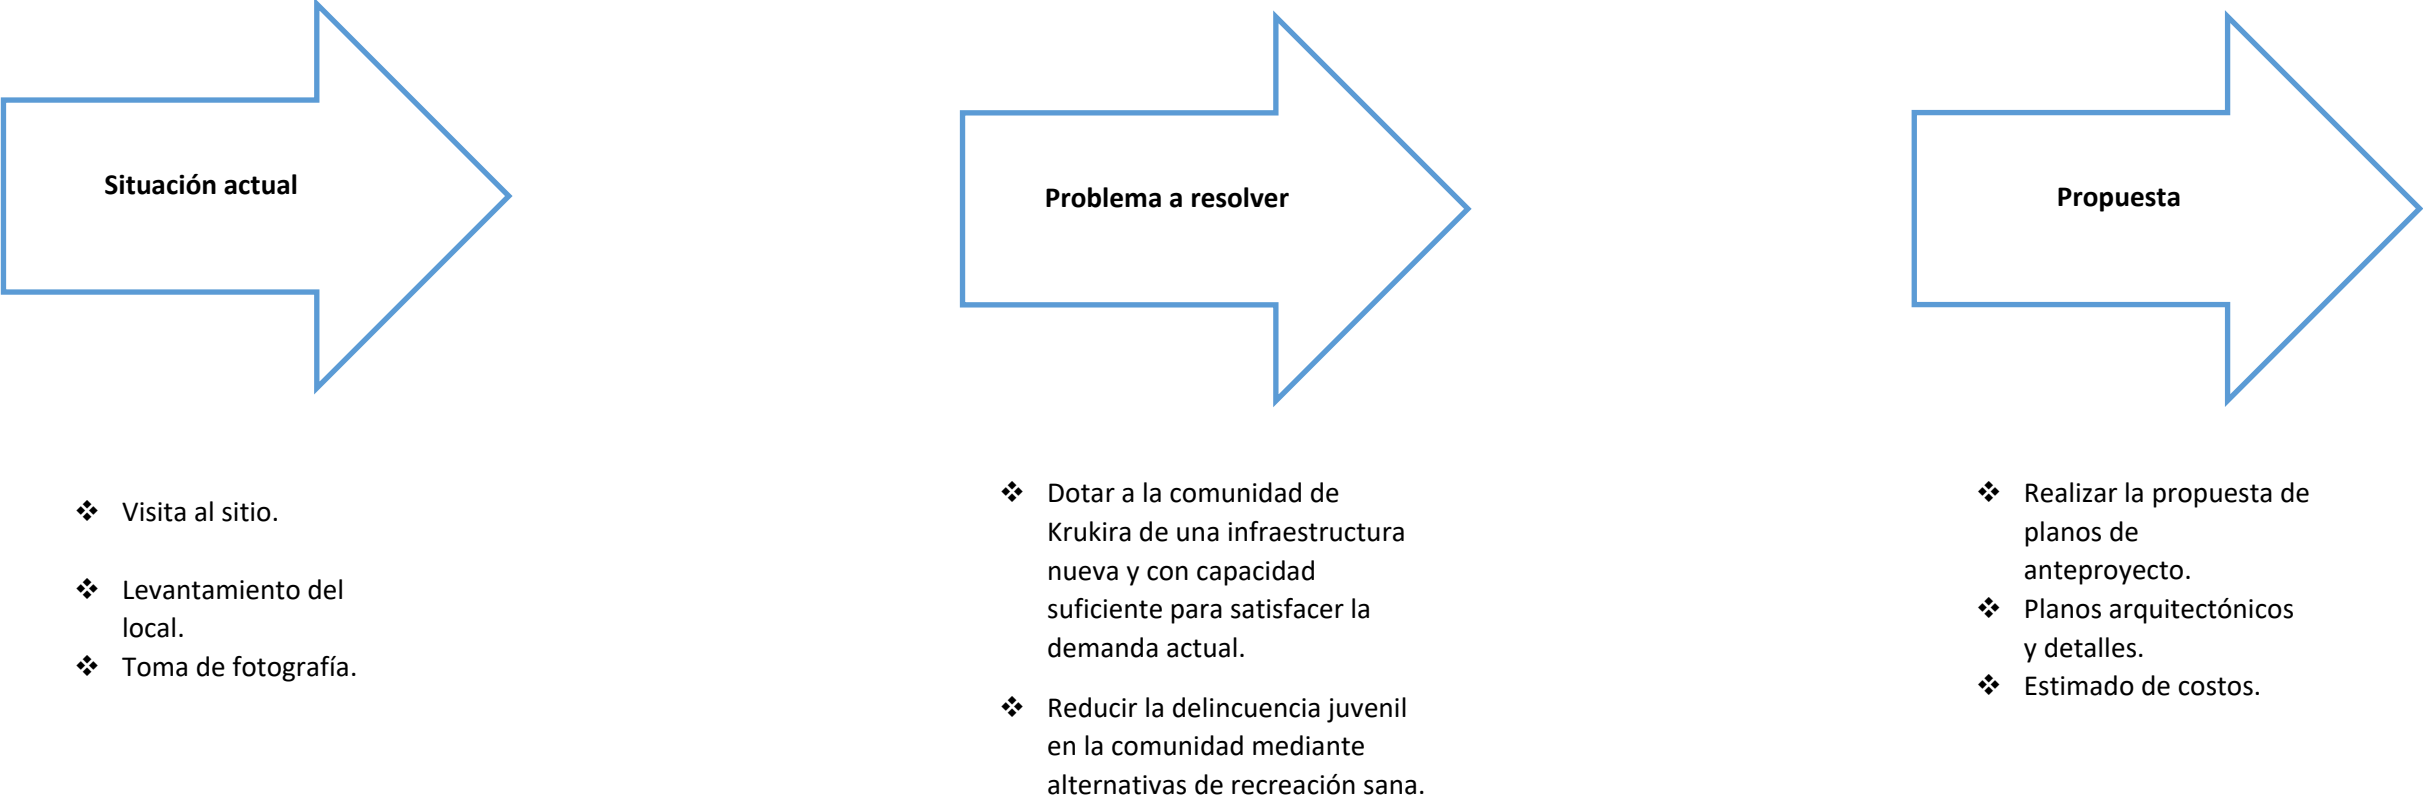 Situación actual
❖ Visita al sitio.
❖ Levantamiento del
local.
❖ Toma de fotografía.
Problema a resolver
❖ Dotar a la comunidad de
Krukira de una infraestructura
nueva y con capacidad
suficiente para satisfacer la
demanda actual.
❖ Reducir la delincuencia juvenil
en la comunidad mediante
alternativas de recreación sana.
Propuesta
❖ Realizar la propuesta de
planos de
anteproyecto.
❖ Planos arquitectónicos
y detalles.
❖ Estimado de costos.